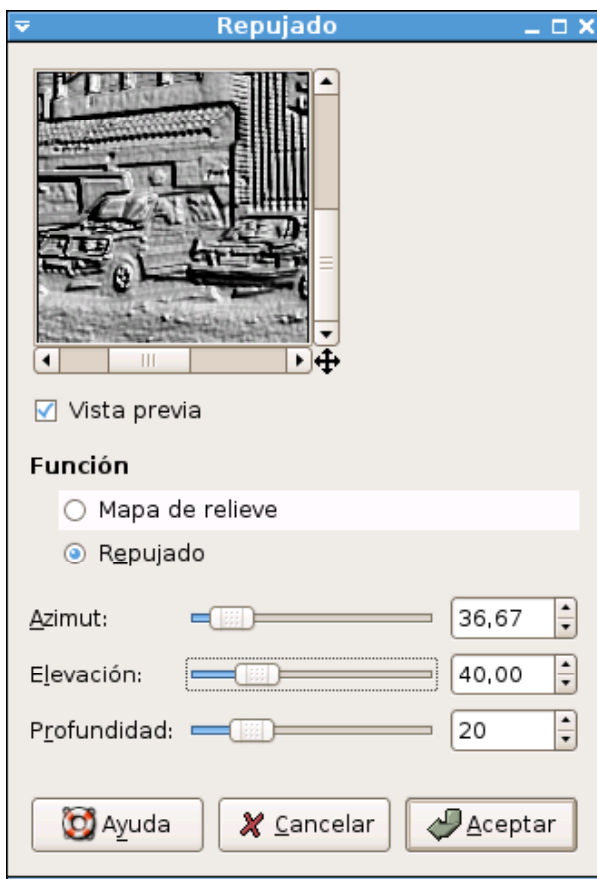 Repujado
Vista previa
Función
Mapa de relieve
Repujado
Azimut: 36,67
Elevación: 40,00
Profundidad: 20
Ayuda Cancelar Aceptar